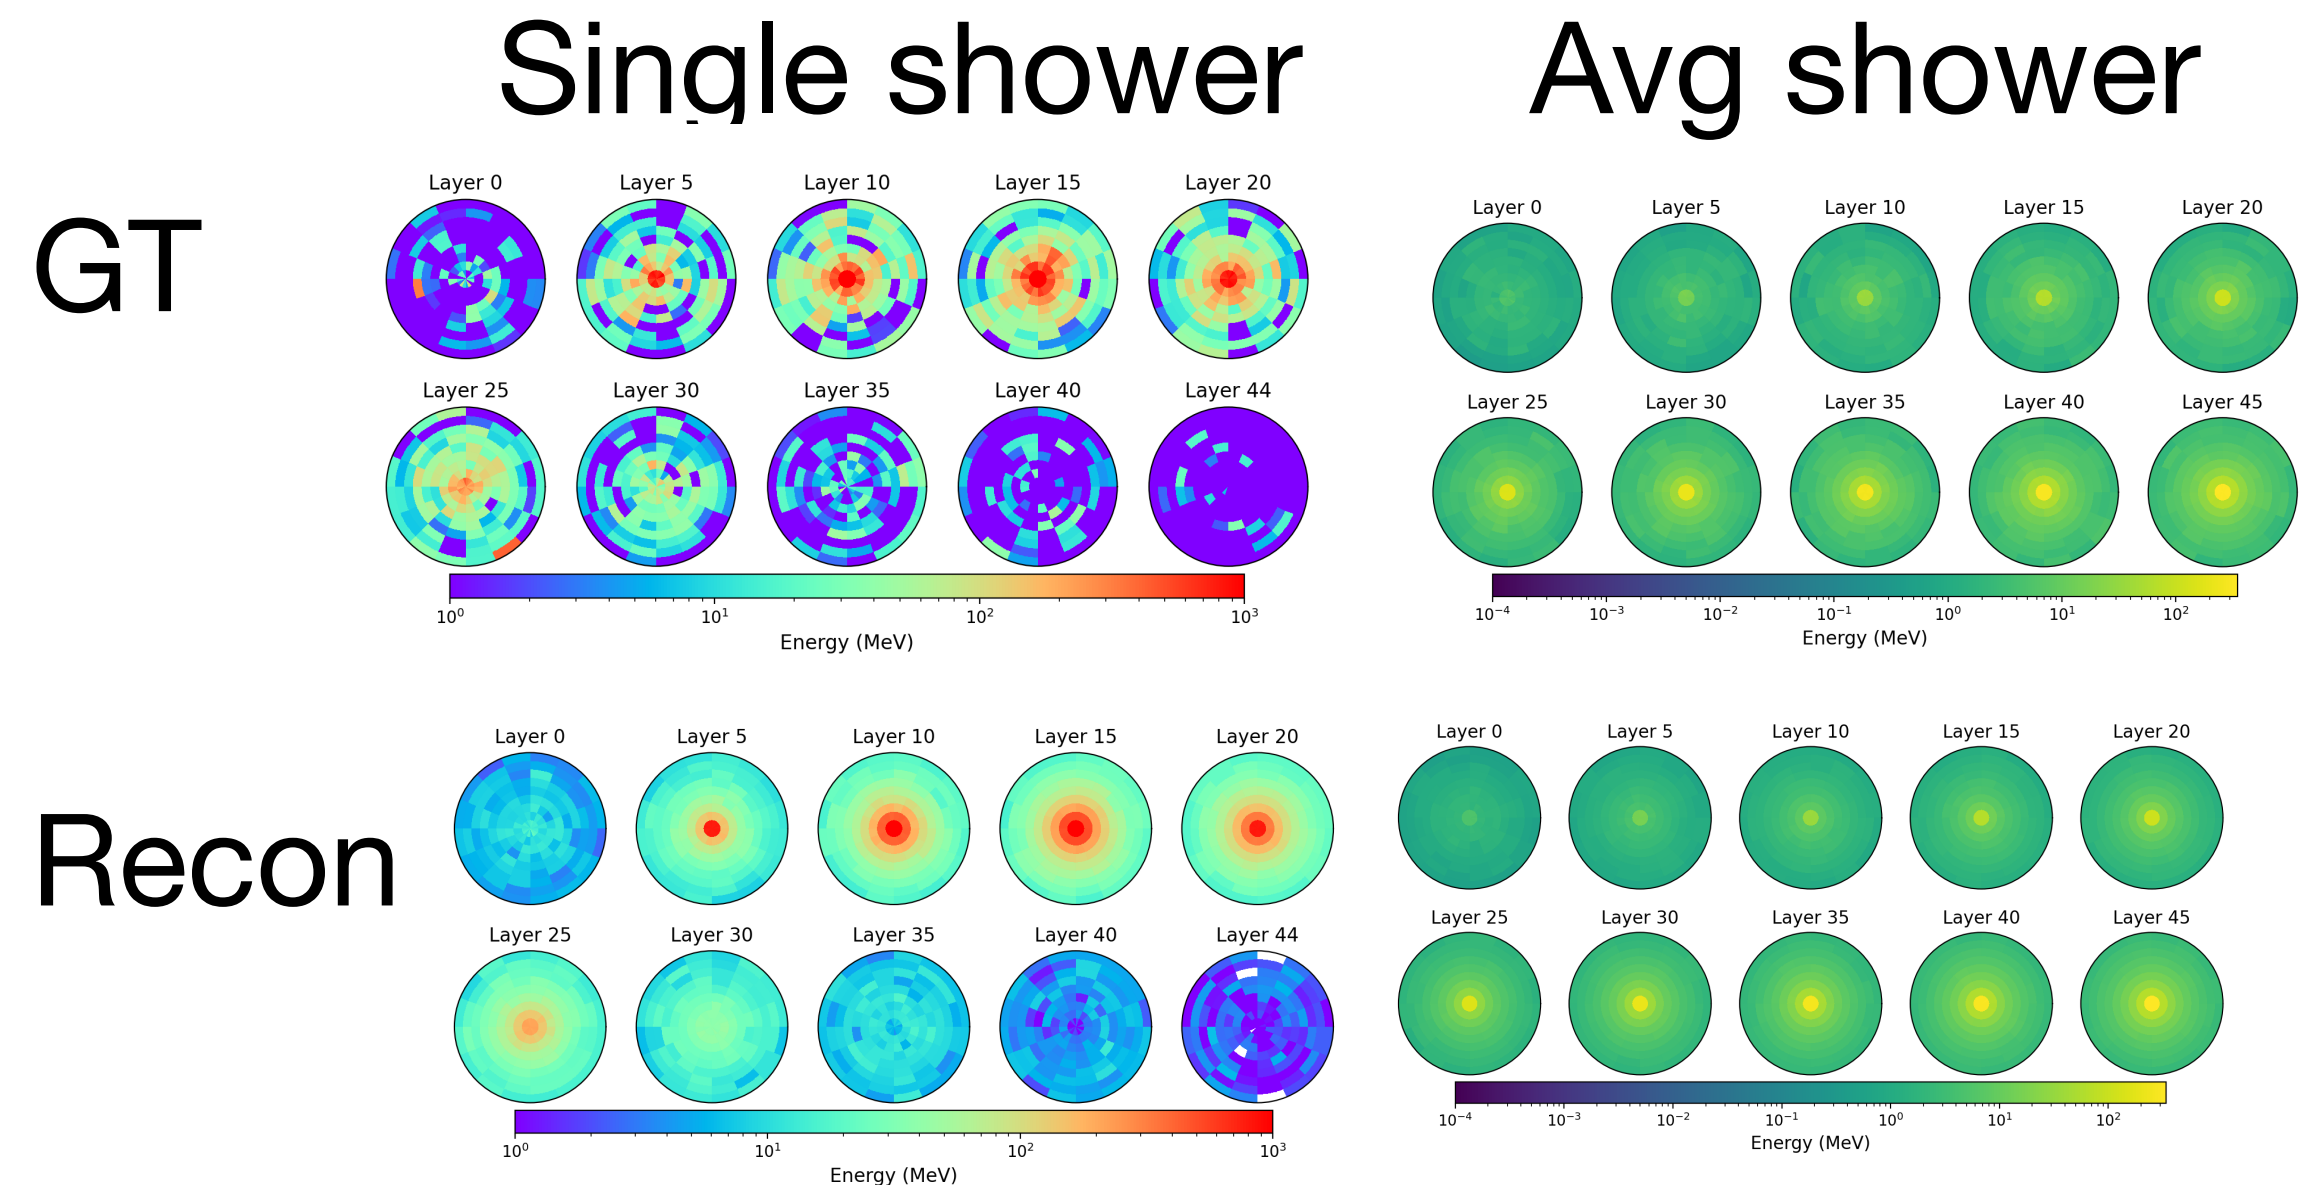 Single shower
Avg shower
GT
Layer 0 Layer 5 Layer 10 Layer 15 Layer 20
Layer 25 Layer 30 Layer 35 Layer 40 Layer 44
10⁰ 10¹ 10² 10³
Energy (MeV)
Layer 0 Layer 5 Layer 10 Layer 15 Layer 20
Layer 25 Layer 30 Layer 35 Layer 40 Layer 45
10⁻⁴ 10⁻³ 10⁻² 10⁻¹ 10⁰ 10¹ 10²
Energy (MeV)
Recon
Layer 0 Layer 5 Layer 10 Layer 15 Layer 20
Layer 25 Layer 30 Layer 35 Layer 40 Layer 44
10⁰ 10¹ 10² 10³
Energy (MeV)
Layer 0 Layer 5 Layer 10 Layer 15 Layer 20
Layer 25 Layer 30 Layer 35 Layer 40 Layer 45
10⁻⁴ 10⁻³ 10⁻² 10⁻¹ 10⁰ 10¹ 10²
Energy (MeV)